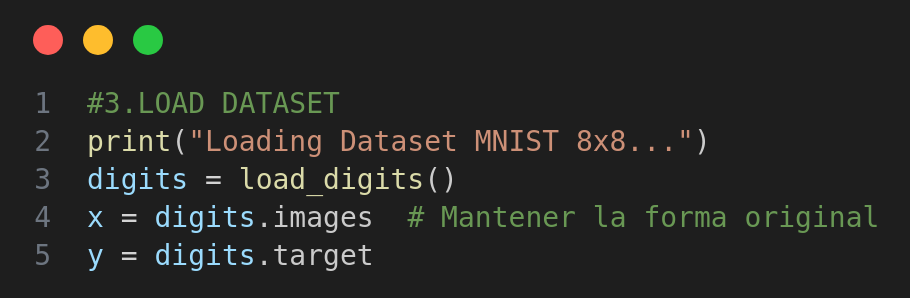 1 #3.LOAD DATASET
2 print("Loading Dataset MNIST 8x8...")
3 digits = load_digits()
4 x = digits.images  # Mantener la forma original
5 y = digits.target